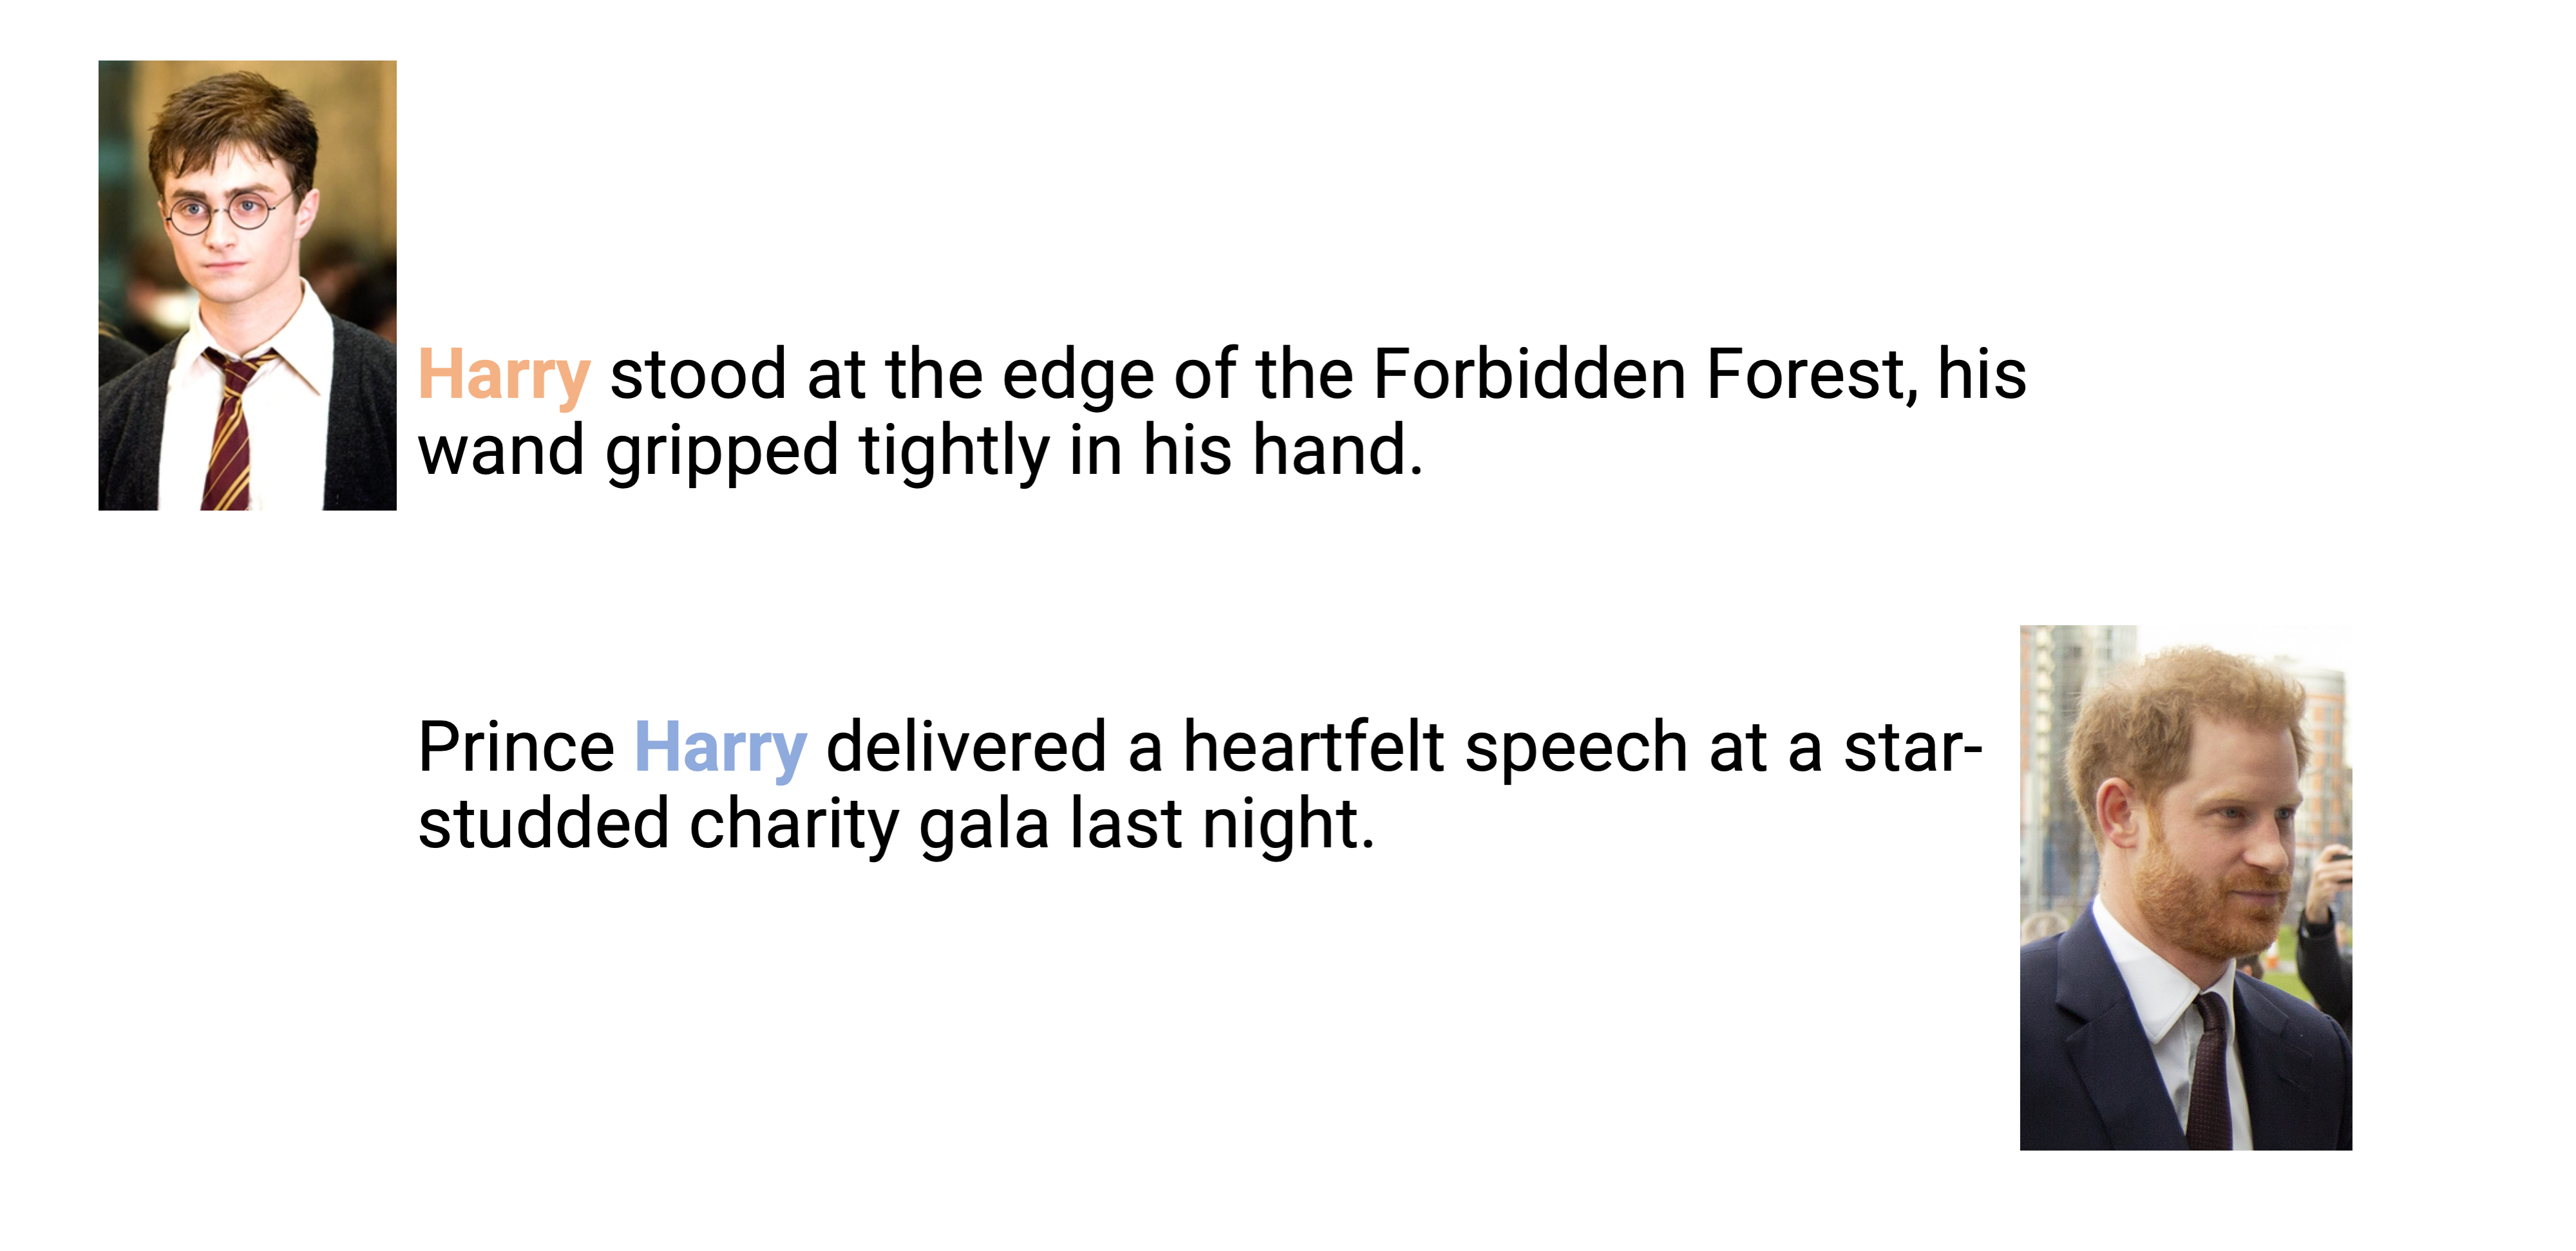 Harry stood at the edge of the Forbidden Forest, his
wand gripped tightly in his hand.
Prince Harry delivered a heartfelt speech at a star-
studded charity gala last night.